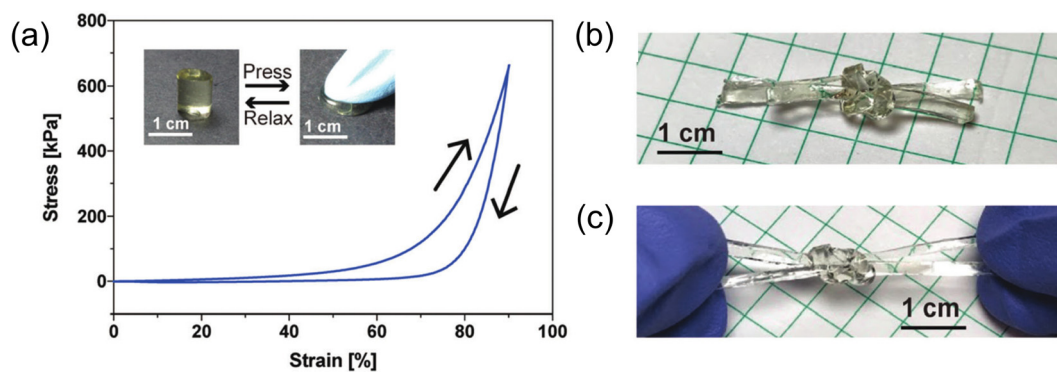 (a)
800
600
400
200
0
Stress [kPa]
0 20 40 60 80 100
Strain [%]
Press
Relax
1 cm
1 cm
(b)
1 cm
(c)
1 cm